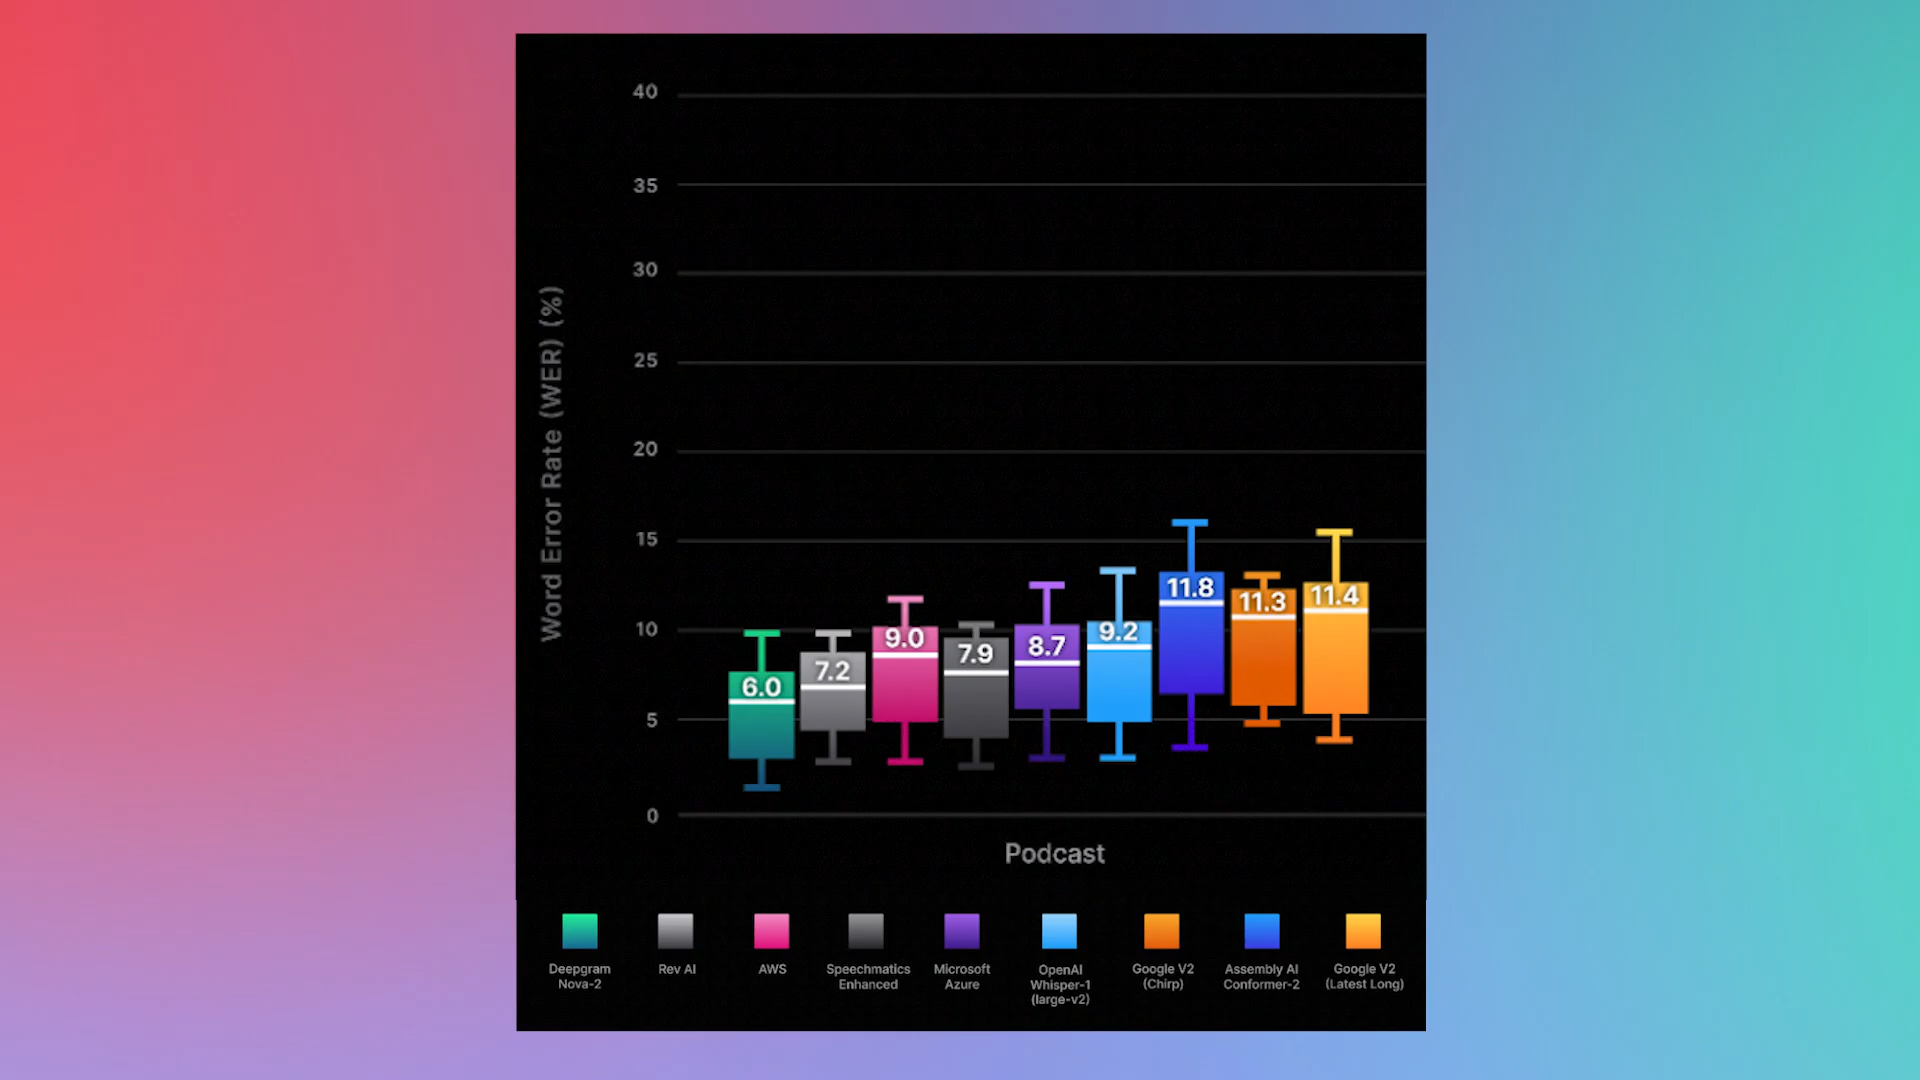 Word Error Rate (WER) (%)
40
35
30
25
20
15
10
5
0
6.0
7.2
9.0
7.9
8.7
9.2
11.8
11.3
11.4
Podcast
Deepgram
Nova-2
Rev AI
AWS
Speechmatics
Enhanced
Microsoft
Azure
OpenAI
Whisper-1
(large-v2)
Google V2
(Chirp)
Assembly AI
Conformer-2
Google V2
(Latest Long)